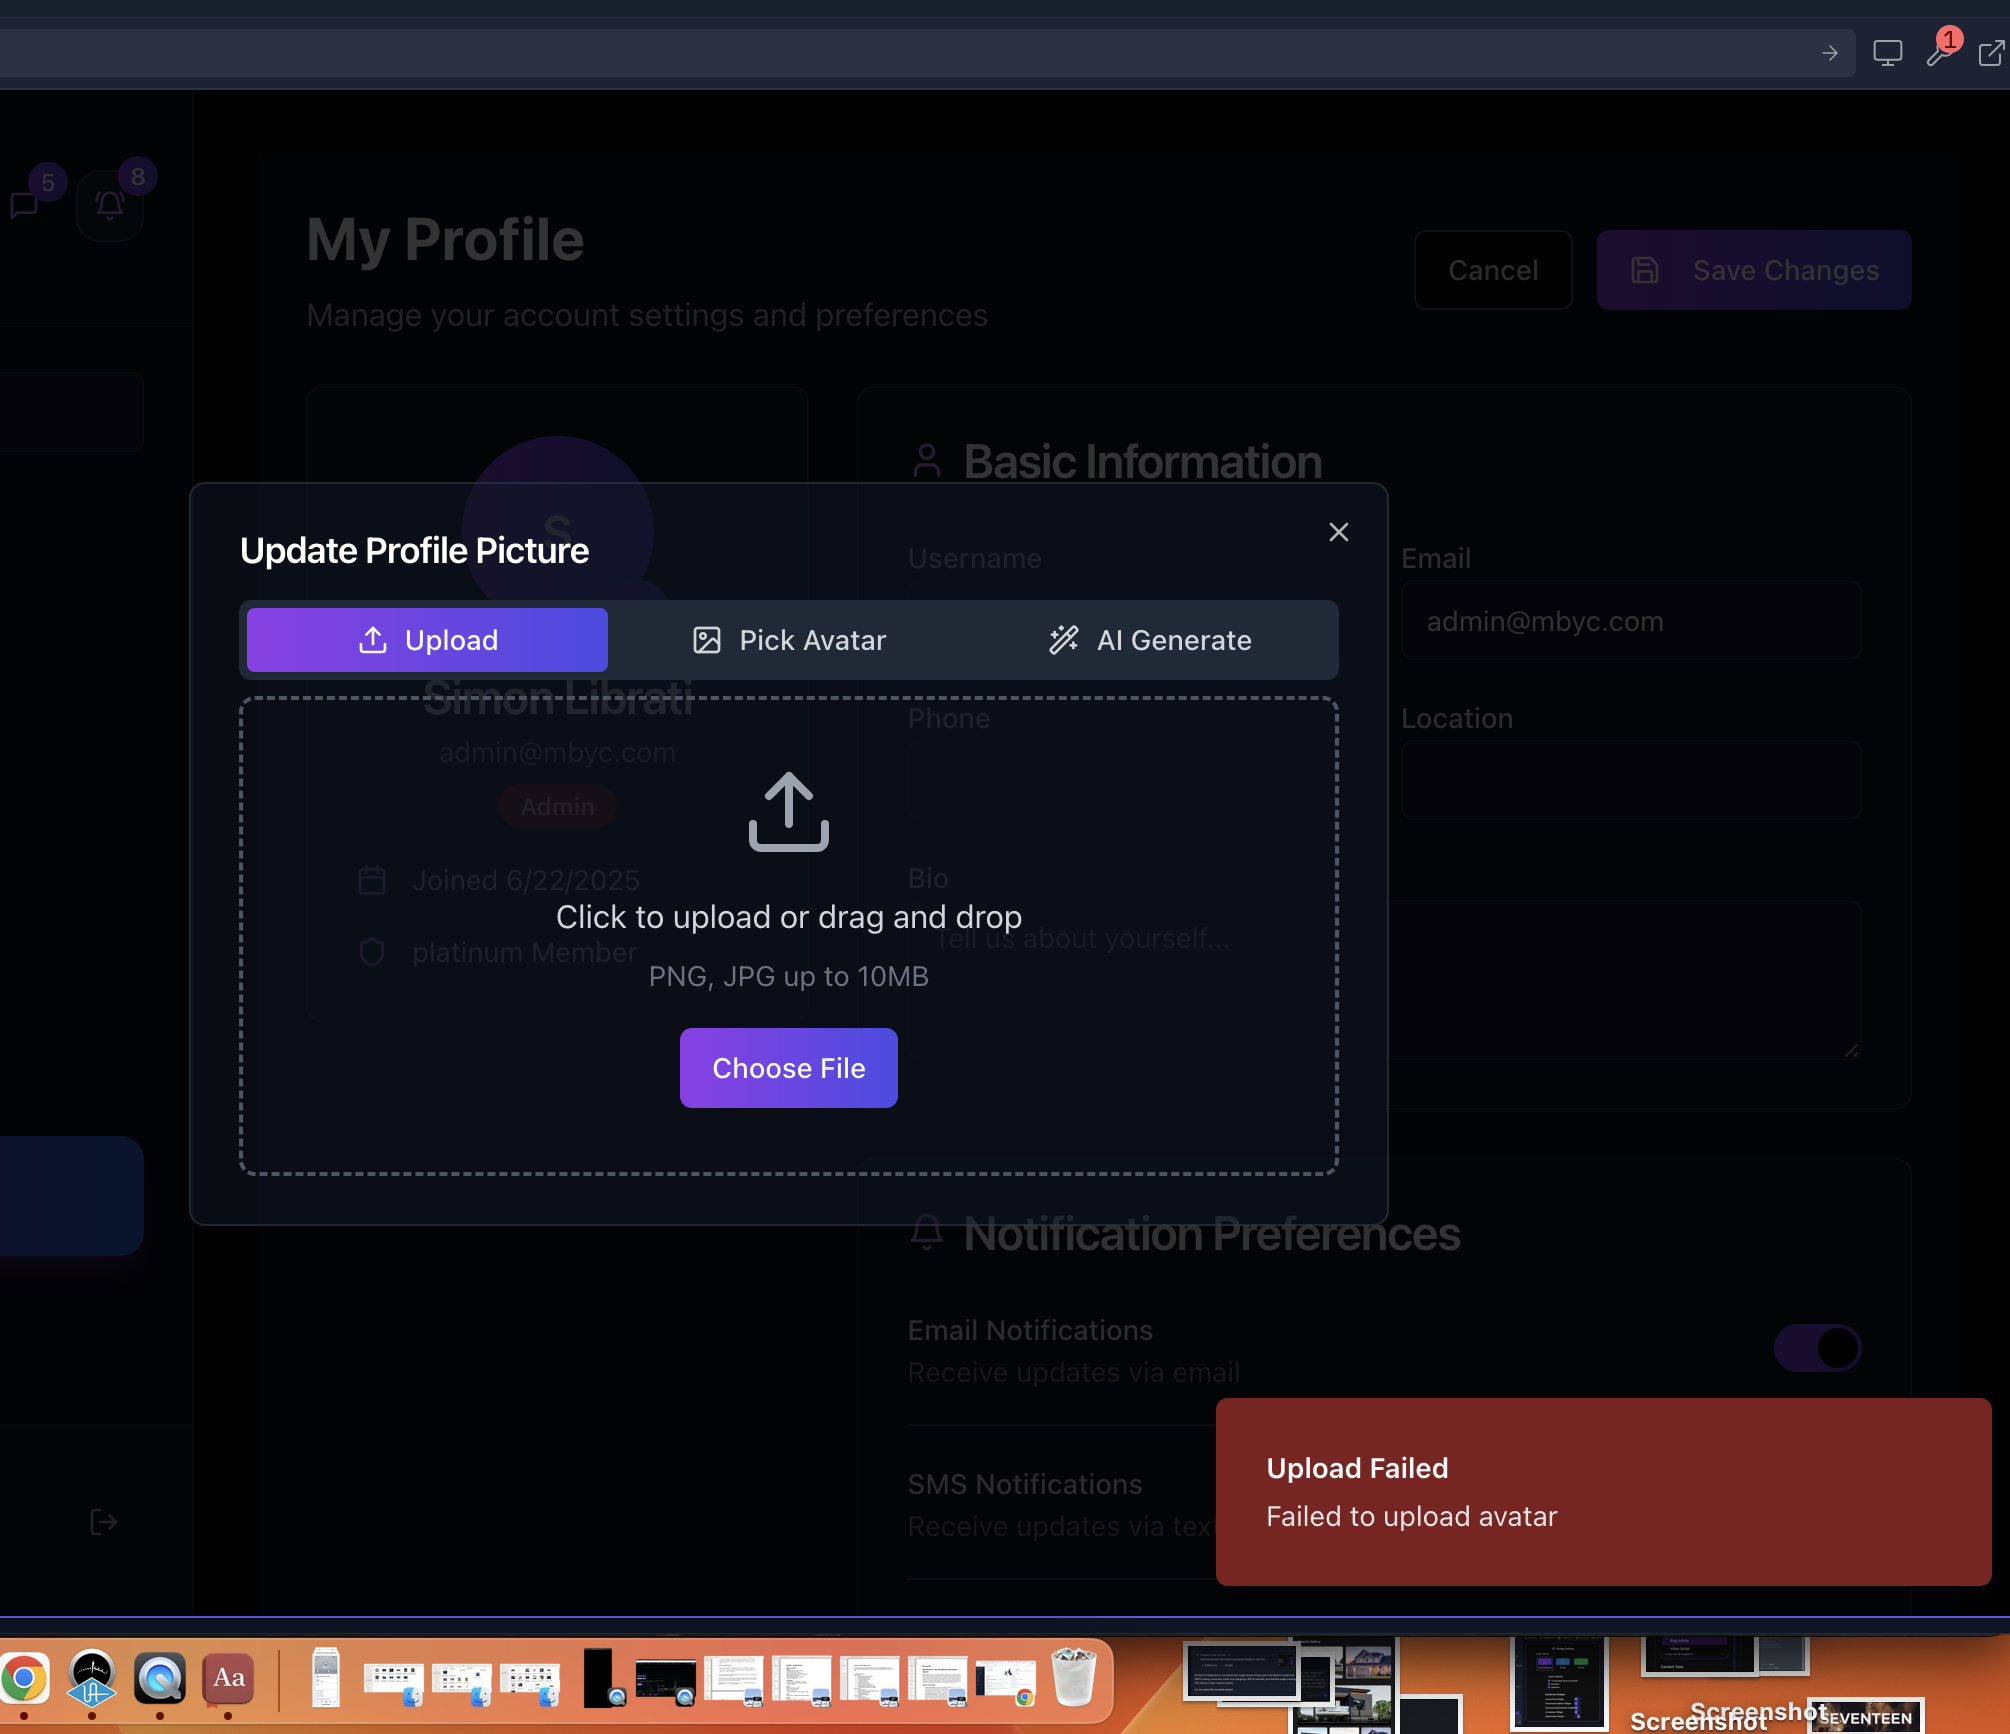 1
5
8
My Profile
Manage your account settings and preferences
Cancel
Save Changes
Basic Information
S
Update Profile Picture
Username
Email
admin@mbyc.com
Upload
Pick Avatar
AI Generate
Simon Librati
Phone
Location
admin@mbyc.com
Admin
Joined 6/22/2025
Bio
Click to upload or drag and drop
Tell us about yourself...
platinum Member
PNG, JPG up to 10MB
Choose File
Notification Preferences
Email Notifications
Receive updates via email
SMS Notifications
Receive updates via text
Upload Failed
Failed to upload avatar
Aa
Screenshot
Screenshot
SEVENTEEN